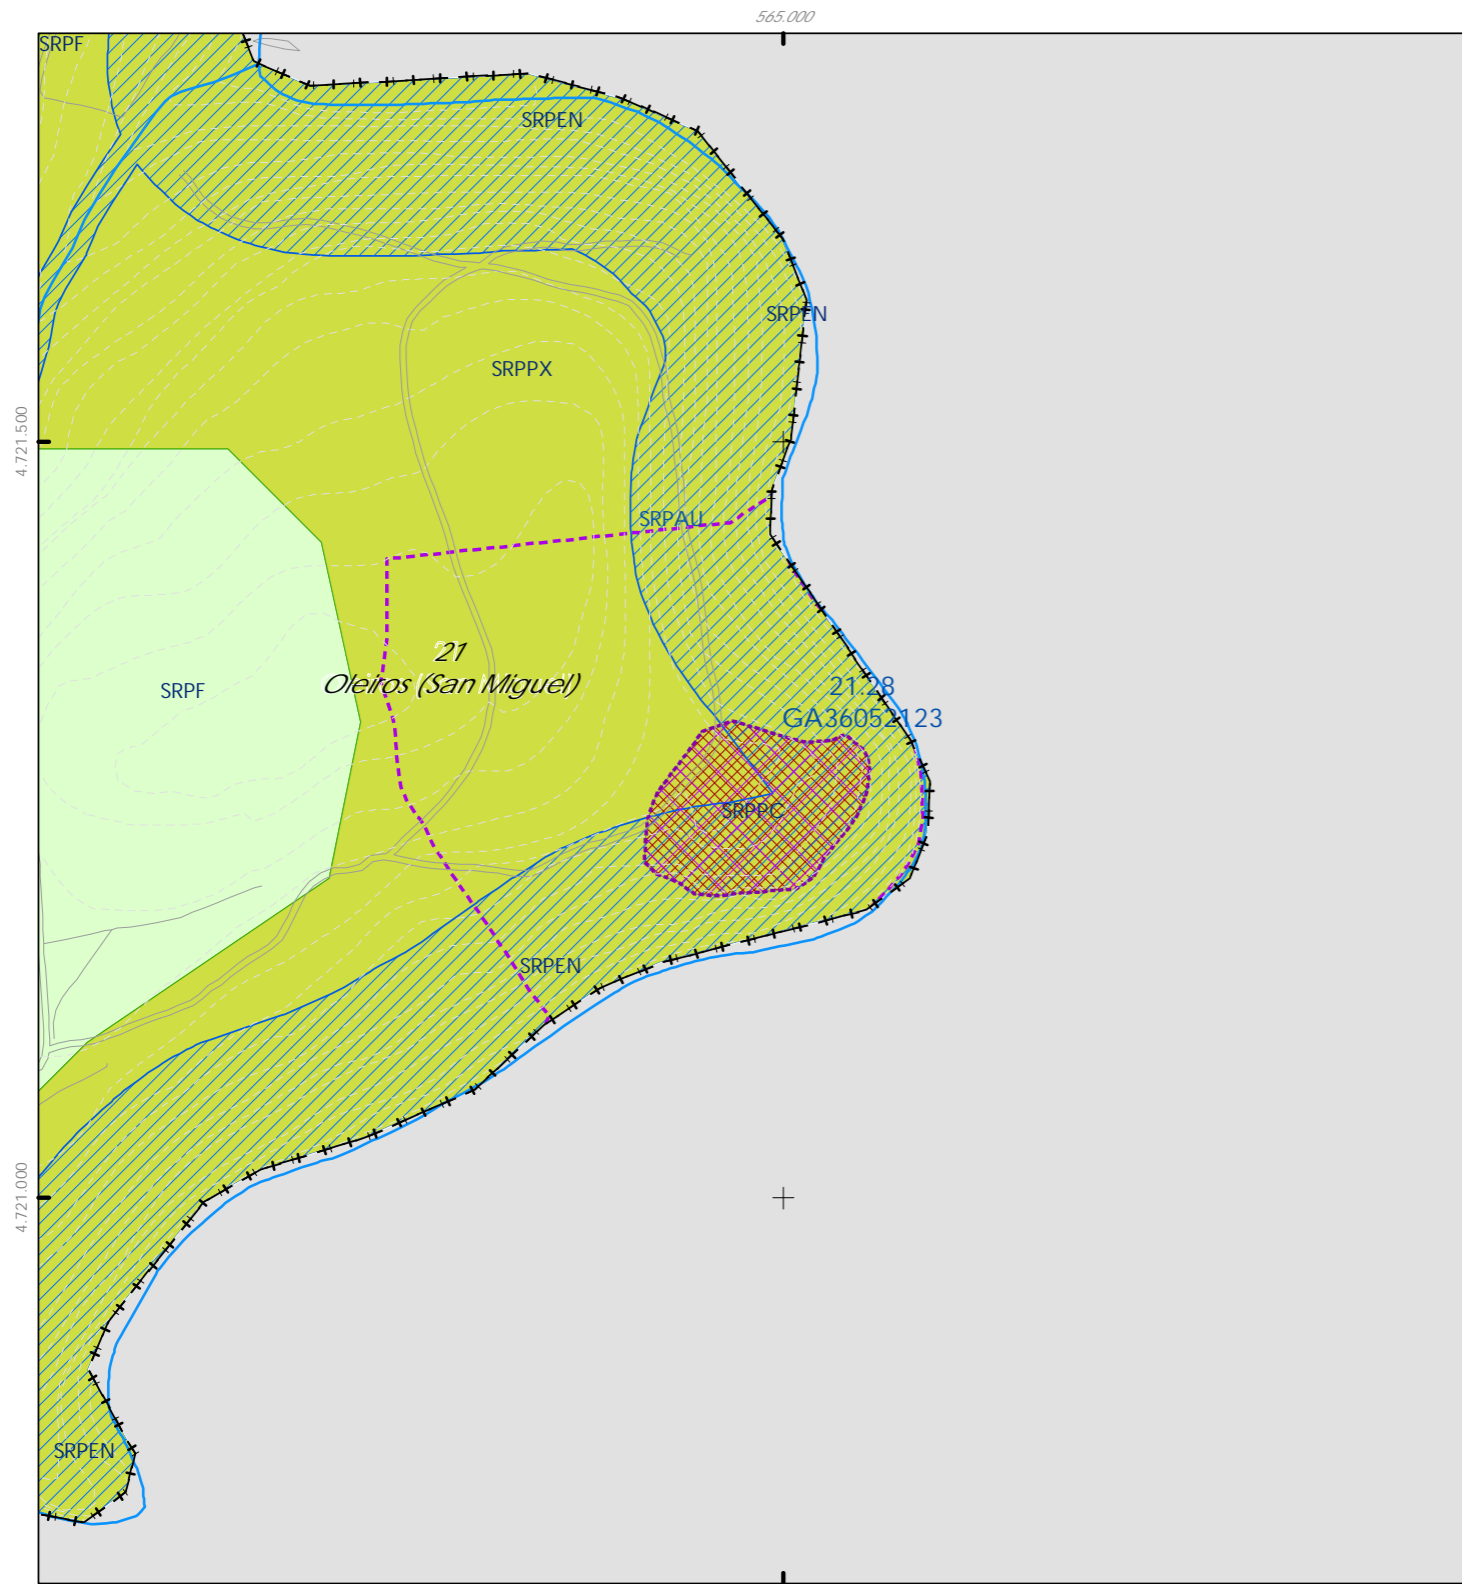 565.000
SRPF
SRPEN
SRPEN
SRPPX
4.721.500
SRPAU
21
Oleiros (San Miguel)
SRPF
21.28
GA36052123
SRPPC
SRPEN
4.721.000
SRPEN